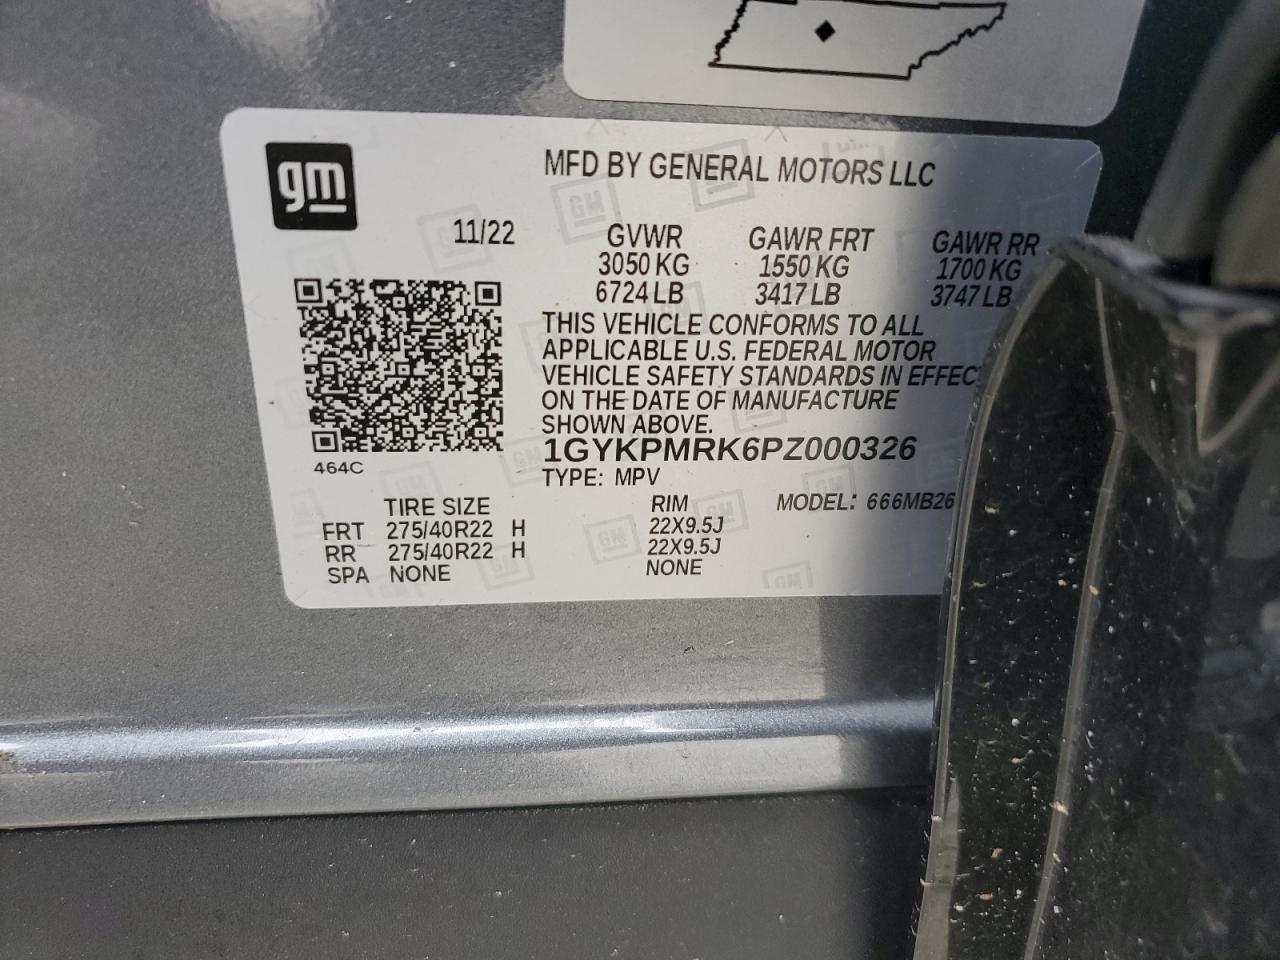 gm
MFD BY GENERAL MOTORS LLC
11/22 GVWR GAWR FRT GAWR RR
3050 KG 1550 KG 1700 KG
6724 LB 3417 LB 3747 LB
THIS VEHICLE CONFORMS TO ALL
APPLICABLE U.S. FEDERAL MOTOR
VEHICLE SAFETY STANDARDS IN EFFEC
ON THE DATE OF MANUFACTURE
SHOWN ABOVE.
1GYKPMRK6PZ000326
464C
TYPE: MPV
TIRE SIZE RIM MODEL: 666MB26
FRT 275/40R22 H 22X9.5J
RR 275/40R22 H 22X9.5J
SPA NONE NONE